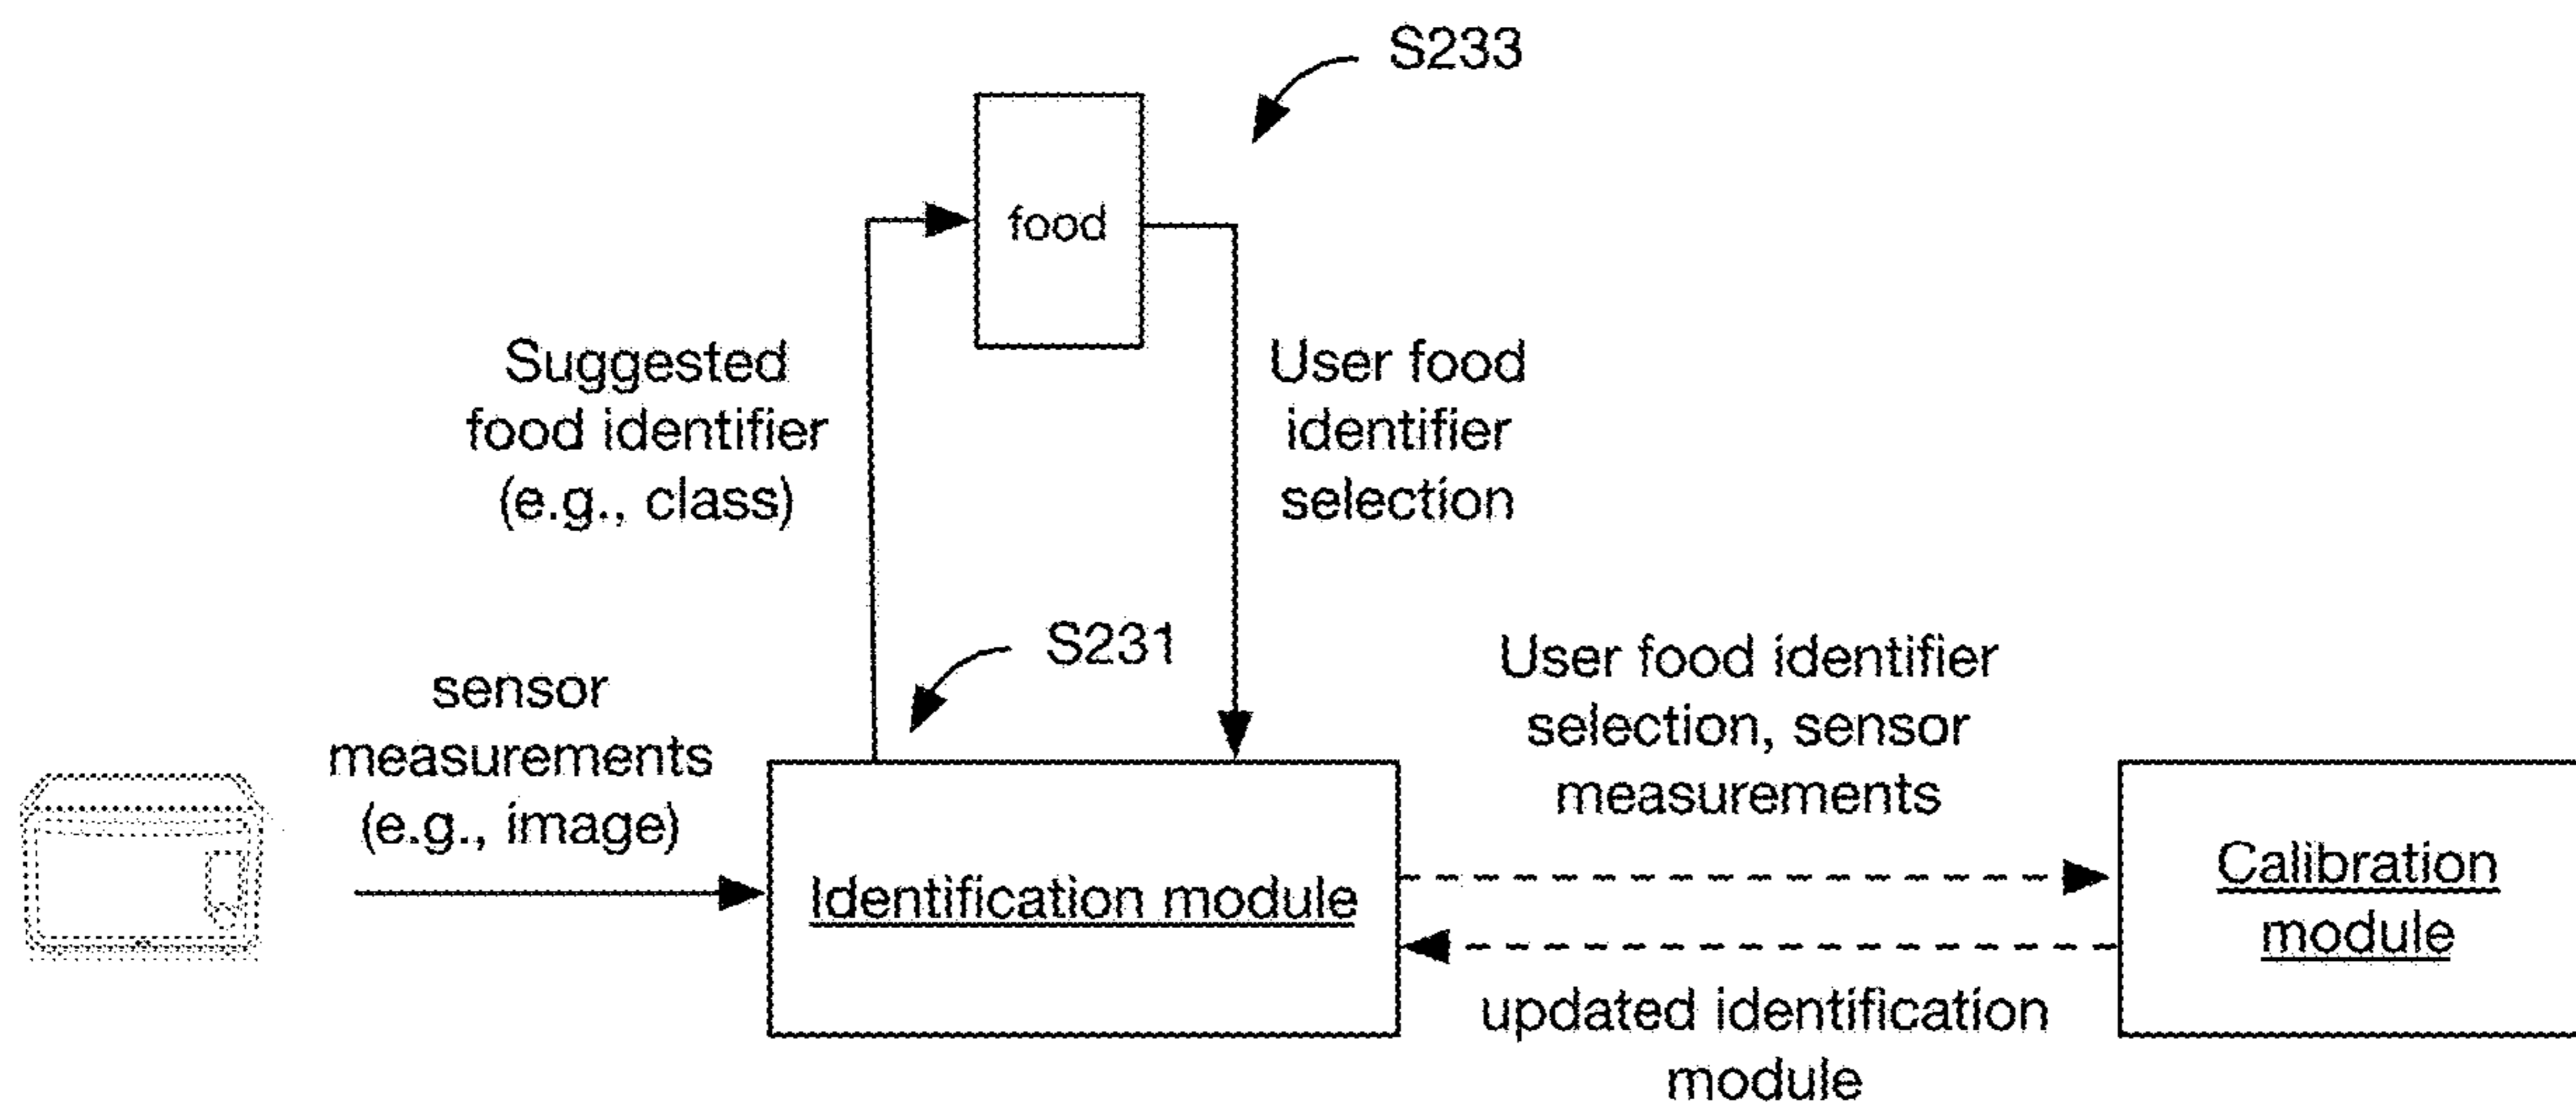 S233
food
Suggested
food identifier
(e.g., class)
User food
identifier
selection
S231
sensor
measurements
(e.g., image)
User food identifier
selection, sensor
measurements
Identification module
Calibration
module
updated identification
module